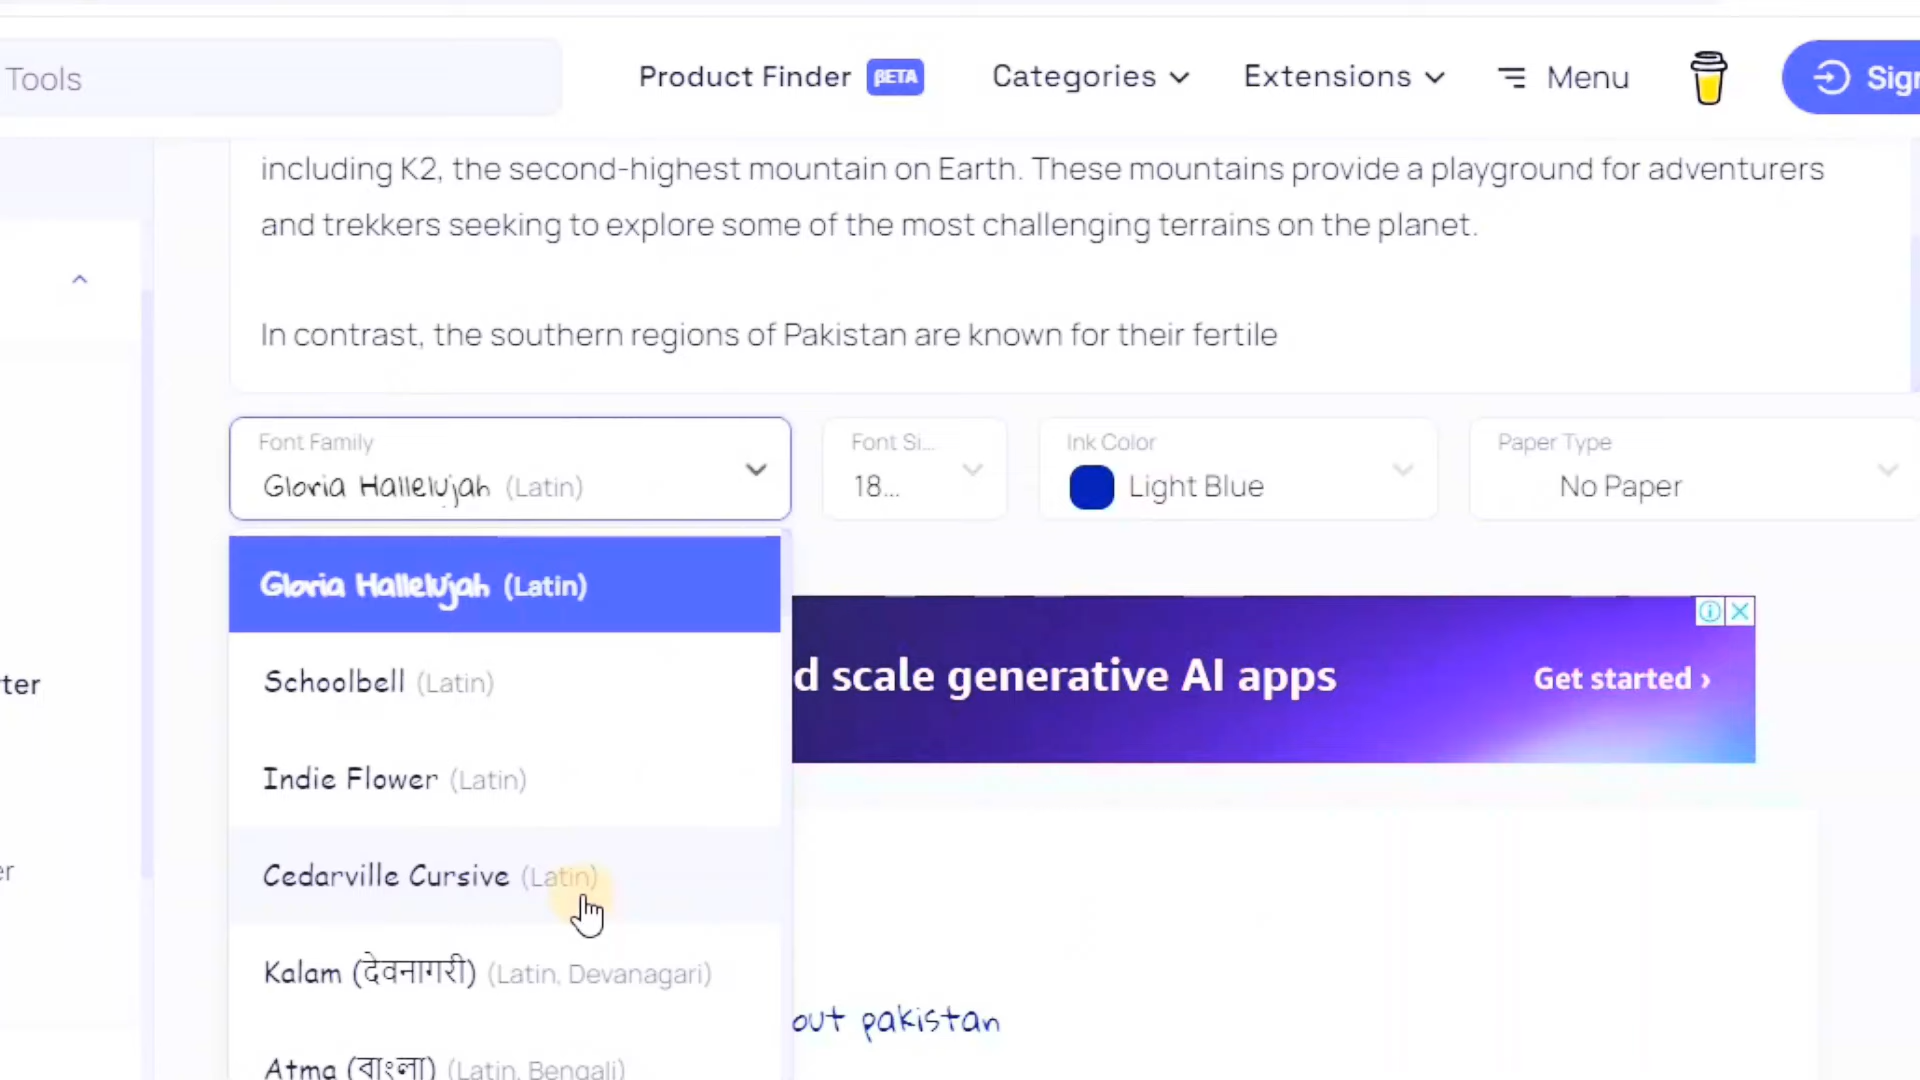 Tools
Product Finder βETA Categories Extensions Menu
including K2, the second-highest mountain on Earth. These mountains provide a playground for adventurers
and trekkers seeking to explore some of the most challenging terrains on the planet.
In contrast, the southern regions of Pakistan are known for their fertile
Font Family
Gloria Hallelujah (Latin)
Font Si...
18...
Ink Color
Light Blue
Paper Type
No Paper
Gloria Hallelujah (Latin)
Schoolbell (Latin)
Indie Flower (Latin)
Cedarville Cursive (Latin)
Kalam (देवनागरी) (Latin, Devanagari)
Atma (বাংলা) (Latin, Bengali)
d scale generative AI apps
Get started ›
out pakistan